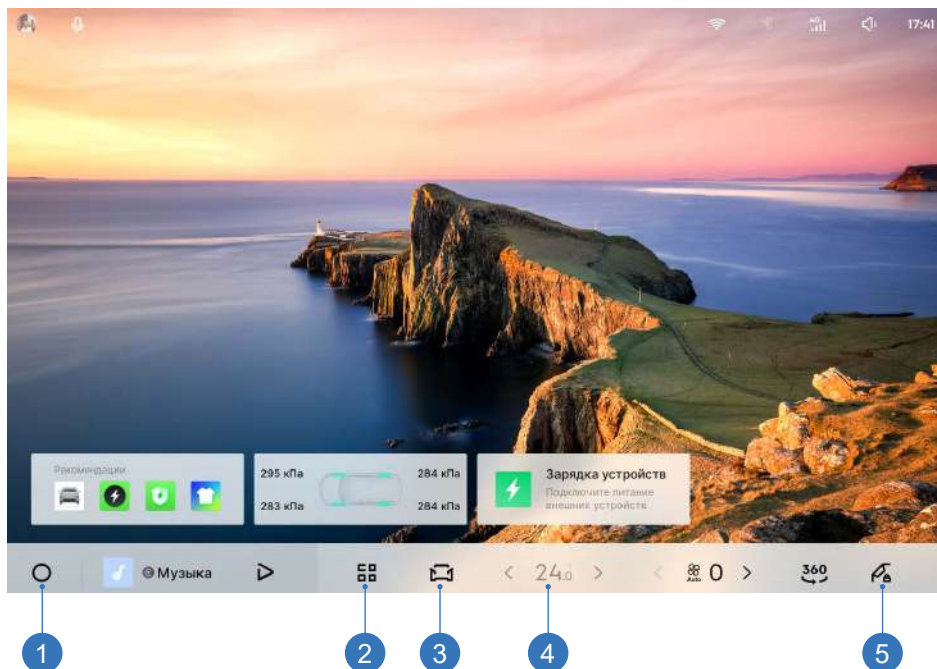 4G
17:41
Рекомендации
295 кПа
284 кПа
283 кПа
284 кПа
Зарядка устройств
Подключите питание
внешних устройств
Музыка
24.0
Auto
0
360
1
2
3
4
5